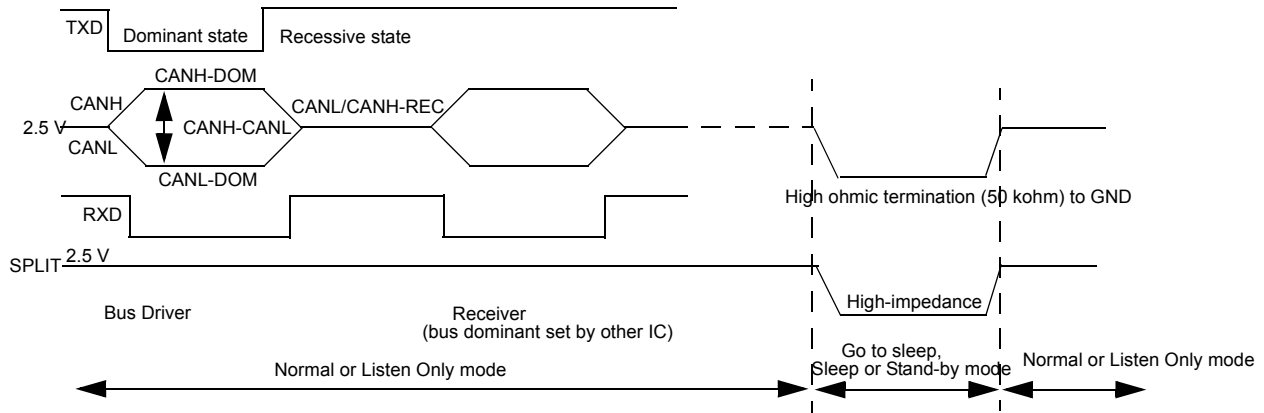 TXD
Dominant state
Recessive state
CANH-DOM
CANH
CANL/CANH-REC
2.5 V
CANH-CANL
CANL
CANL-DOM
High ohmic termination (50 kohm) to GND
RXD
2.5 V
SPLIT
High-impedance
Bus Driver
Receiver
(bus dominant set by other IC)
Go to sleep,
Sleep or Stand-by mode
Normal or Listen Only mode
Normal or Listen Only mode